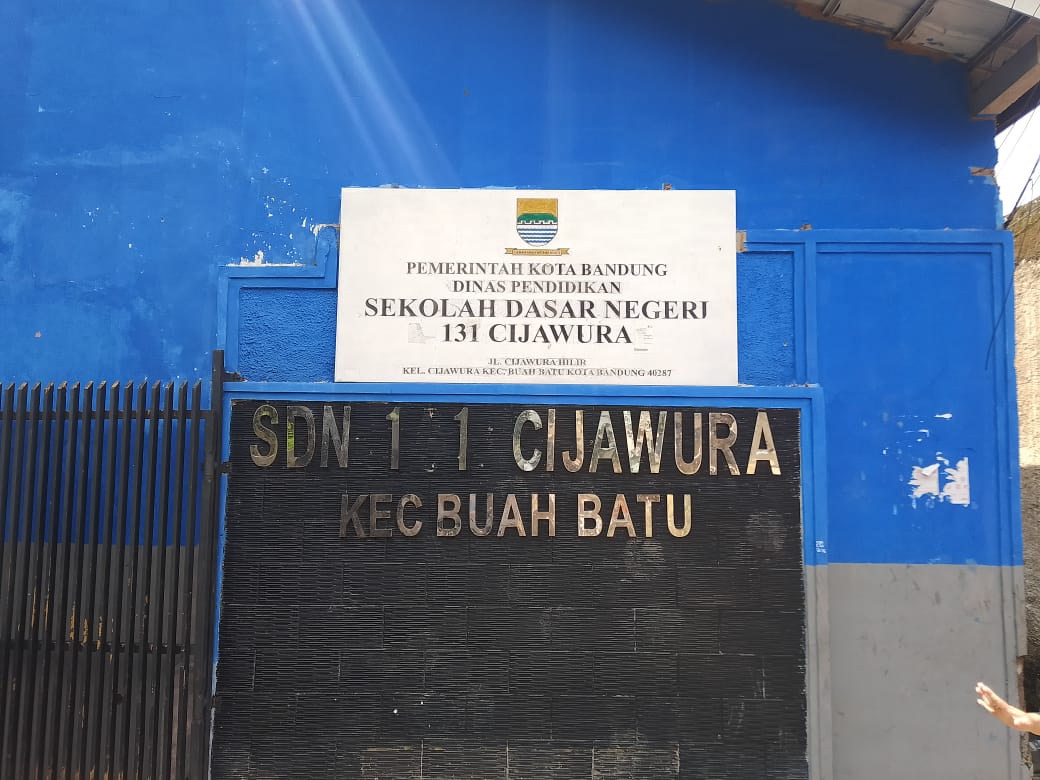 PEMERINTAH KOTA BANDUNG
DINAS PENDIDIKAN
SEKOLAH DASAR NEGERI
131 CIJAWURA
JL. CIJAWURA HILIR
KEL. CIJAWURA KEC. BUAH BATU KOTA BANDUNG 40287
SDN 1 1 CIJAWURA
KEC BUAH BATU